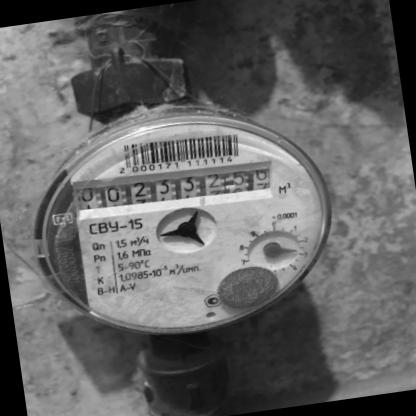 2 000171 111114
0 0 2 3 3 2 5 6 М³
СВУ-15
Qn 1,5 м³/ч
Pn 1,6 МПа
T 5-90°С
K 1,0985·10⁻⁵ м³/имп.
В-Н А-V
×0,0001